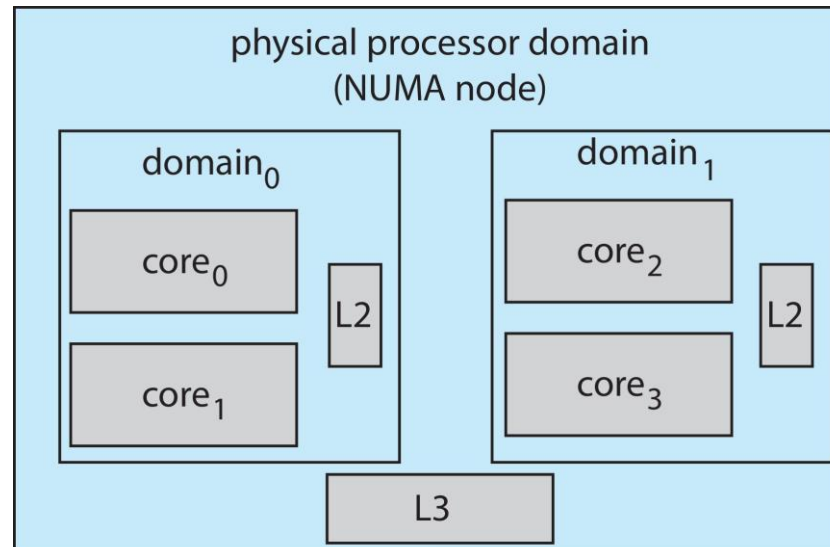 physical processor domain
(NUMA node)
domain₀
core₀
L2
core₁
domain₁
core₂
L2
core₃
L3